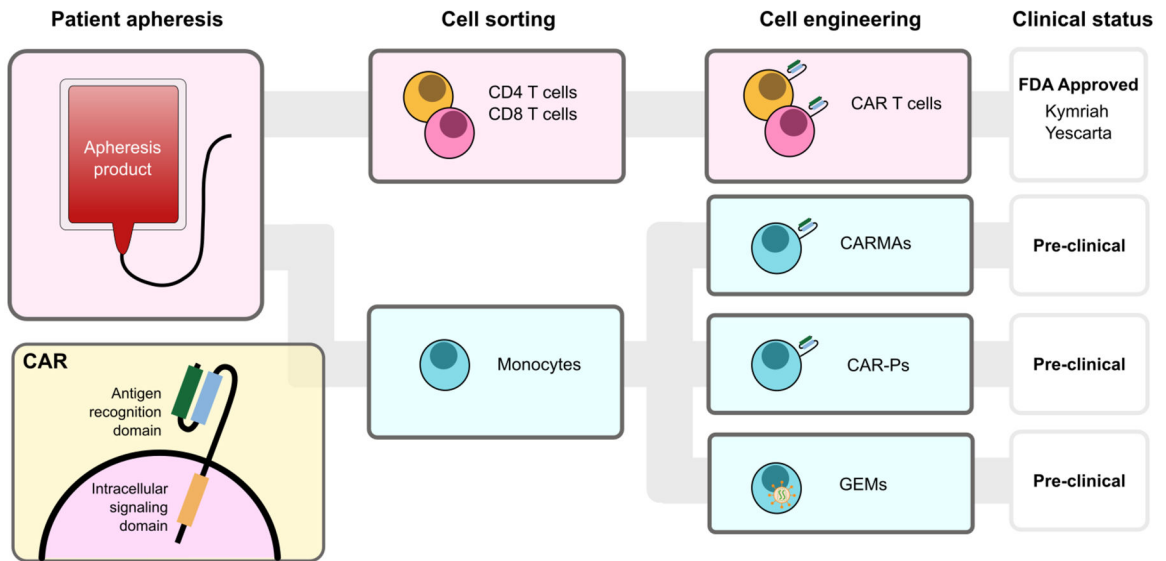 Patient apheresis
Cell sorting
Cell engineering
Clinical status
Apheresis
product
CD4 T cells
CD8 T cells
CAR T cells
FDA Approved
Kymriah
Yescarta
CARMAs
Pre-clinical
Monocytes
CAR-Ps
Pre-clinical
GEMs
Pre-clinical
CAR
Antigen
recognition
domain
Intracellular
signaling
domain